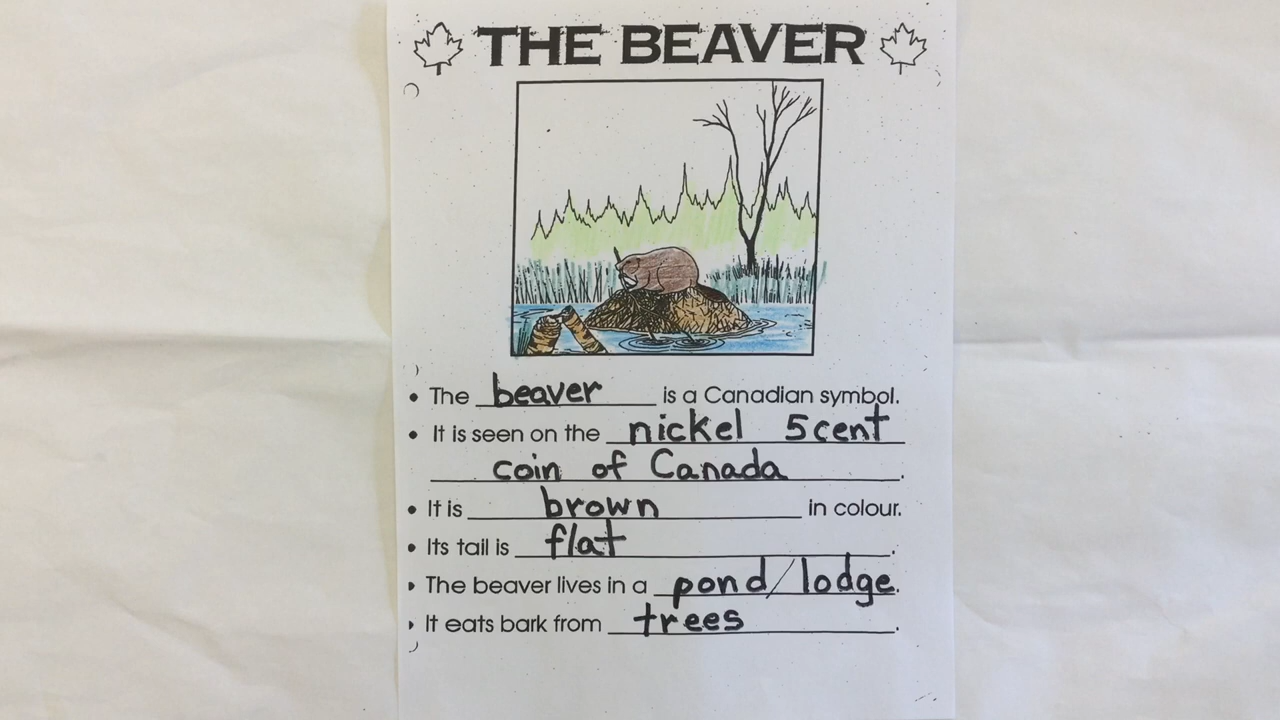 THE BEAVER
• The beaver is a Canadian symbol.
• It is seen on the nickel 5cent
coin of Canada.
• It is brown in colour.
• Its tail is flat.
• The beaver lives in a pond/lodge.
• It eats bark from trees.